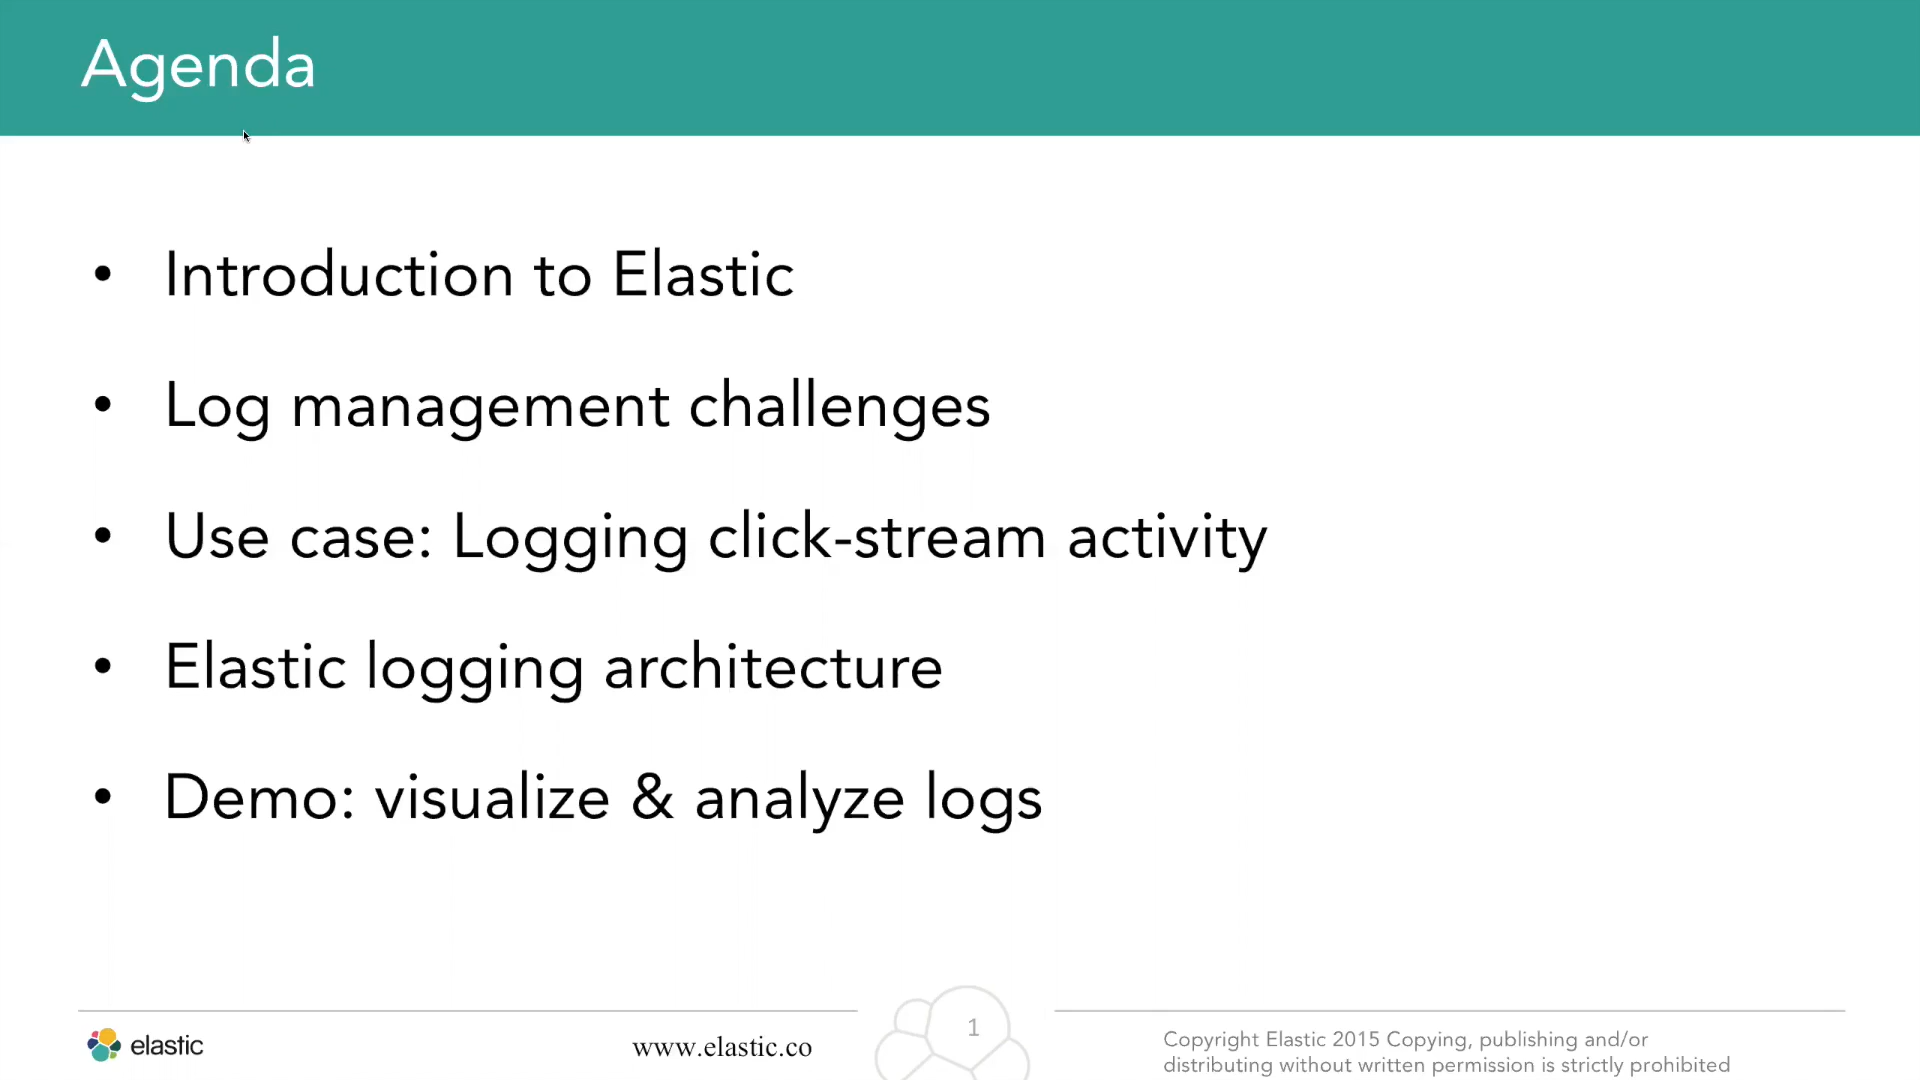 Agenda
• Introduction to Elastic
• Log management challenges
• Use case: Logging click-stream activity
• Elastic logging architecture
• Demo: visualize & analyze logs
elastic
www.elastic.co
1
Copyright Elastic 2015 Copying, publishing and/or
distributing without written permission is strictly prohibited